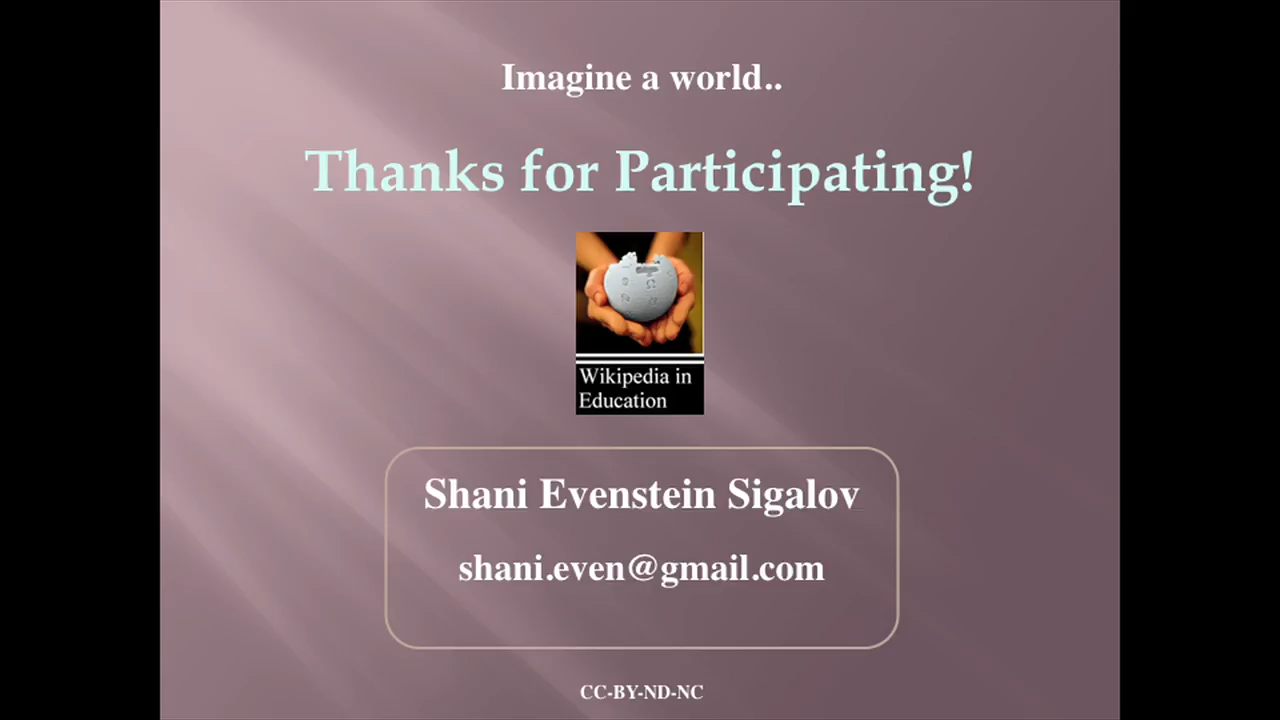 Imagine a world..
Thanks for Participating!
Wikipedia in
Education
Shani Evenstein Sigalov
shani.even@gmail.com
CC-BY-ND-NC